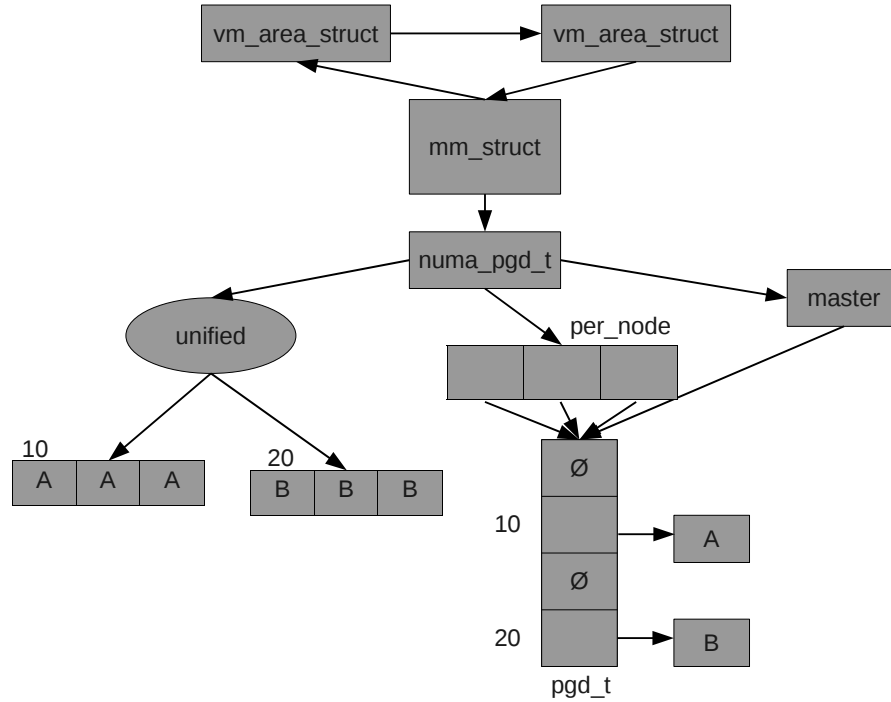 vm_area_struct vm_area_struct
mm_struct
numa_pgd_t
master
unified
per_node
10
A A A
20
B B B
Ø
10
A
Ø
20
B
pgd_t